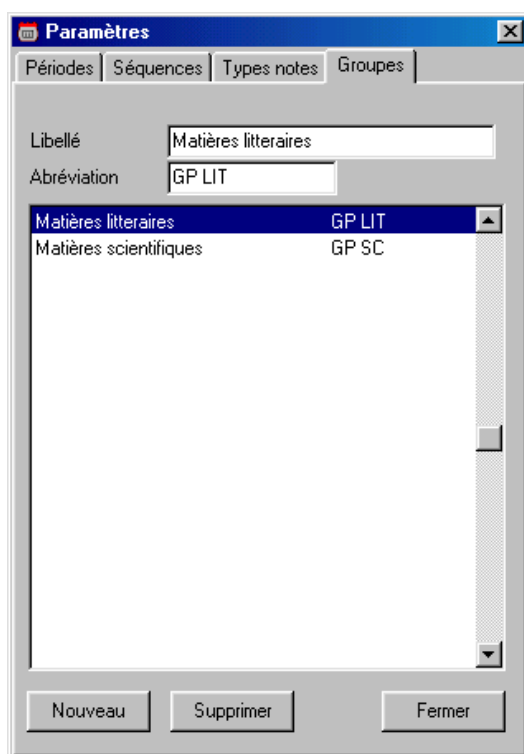 Paramètres
Périodes Séquences Types notes Groupes
Libellé Matières litteraires
Abréviation GP LIT
Matières litteraires GP LIT
Matières scientifiques GP SC
Nouveau Supprimer Fermer